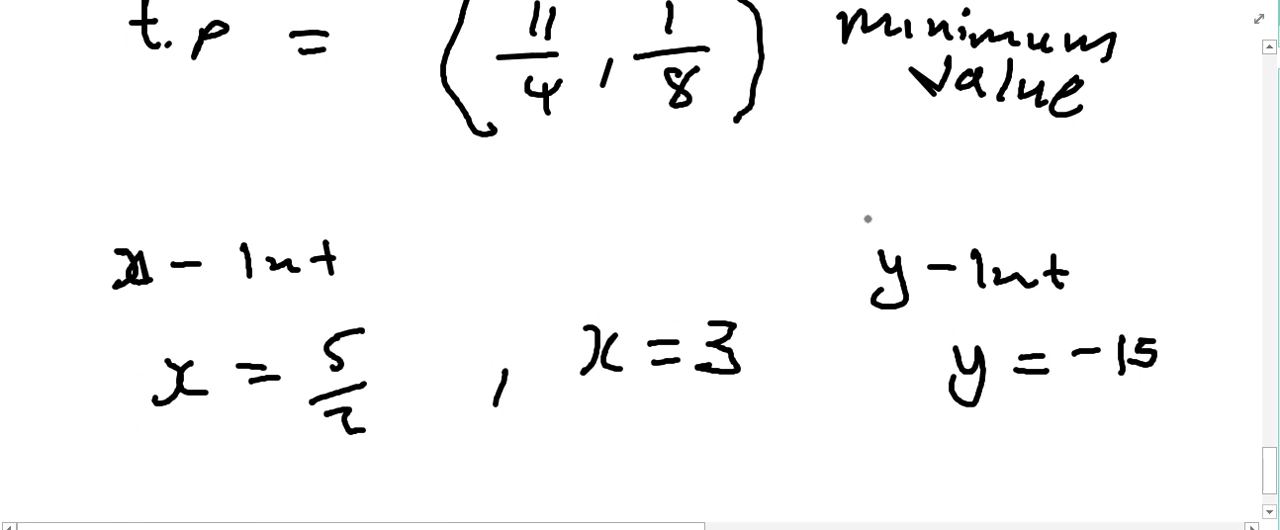 t.p = (11/4, 1/8) minimum value
x - Int y - Int
x = 5/2 , x = 3 y = -15